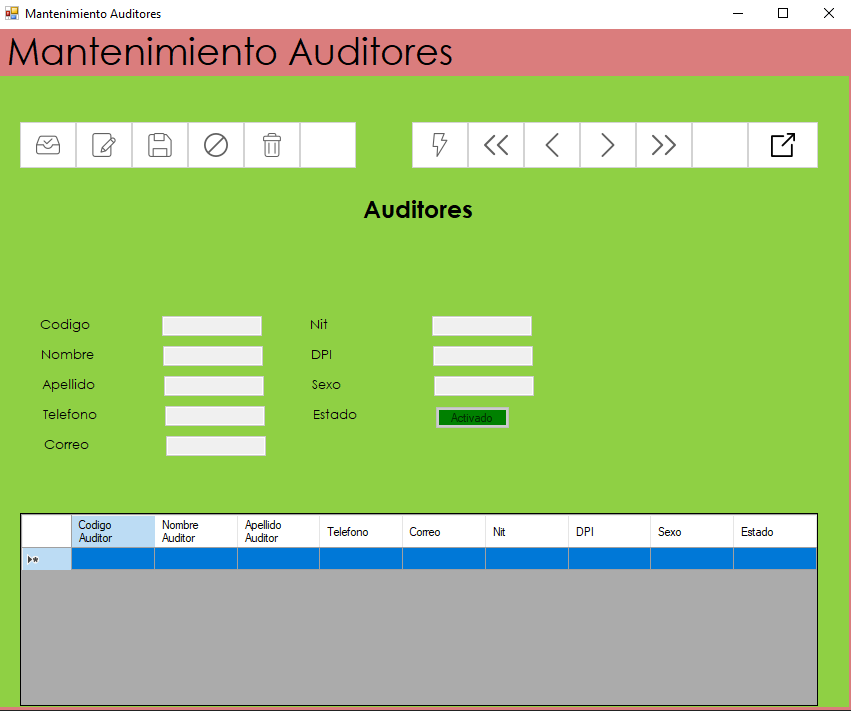 Mantenimiento Auditores
Mantenimiento Auditores
Auditores
Codigo
Nit
Nombre
DPI
Apellido
Sexo
Telefono
Estado
Activado
Correo
Codigo Auditor
Nombre Auditor
Apellido Auditor
Telefono
Correo
Nit
DPI
Sexo
Estado